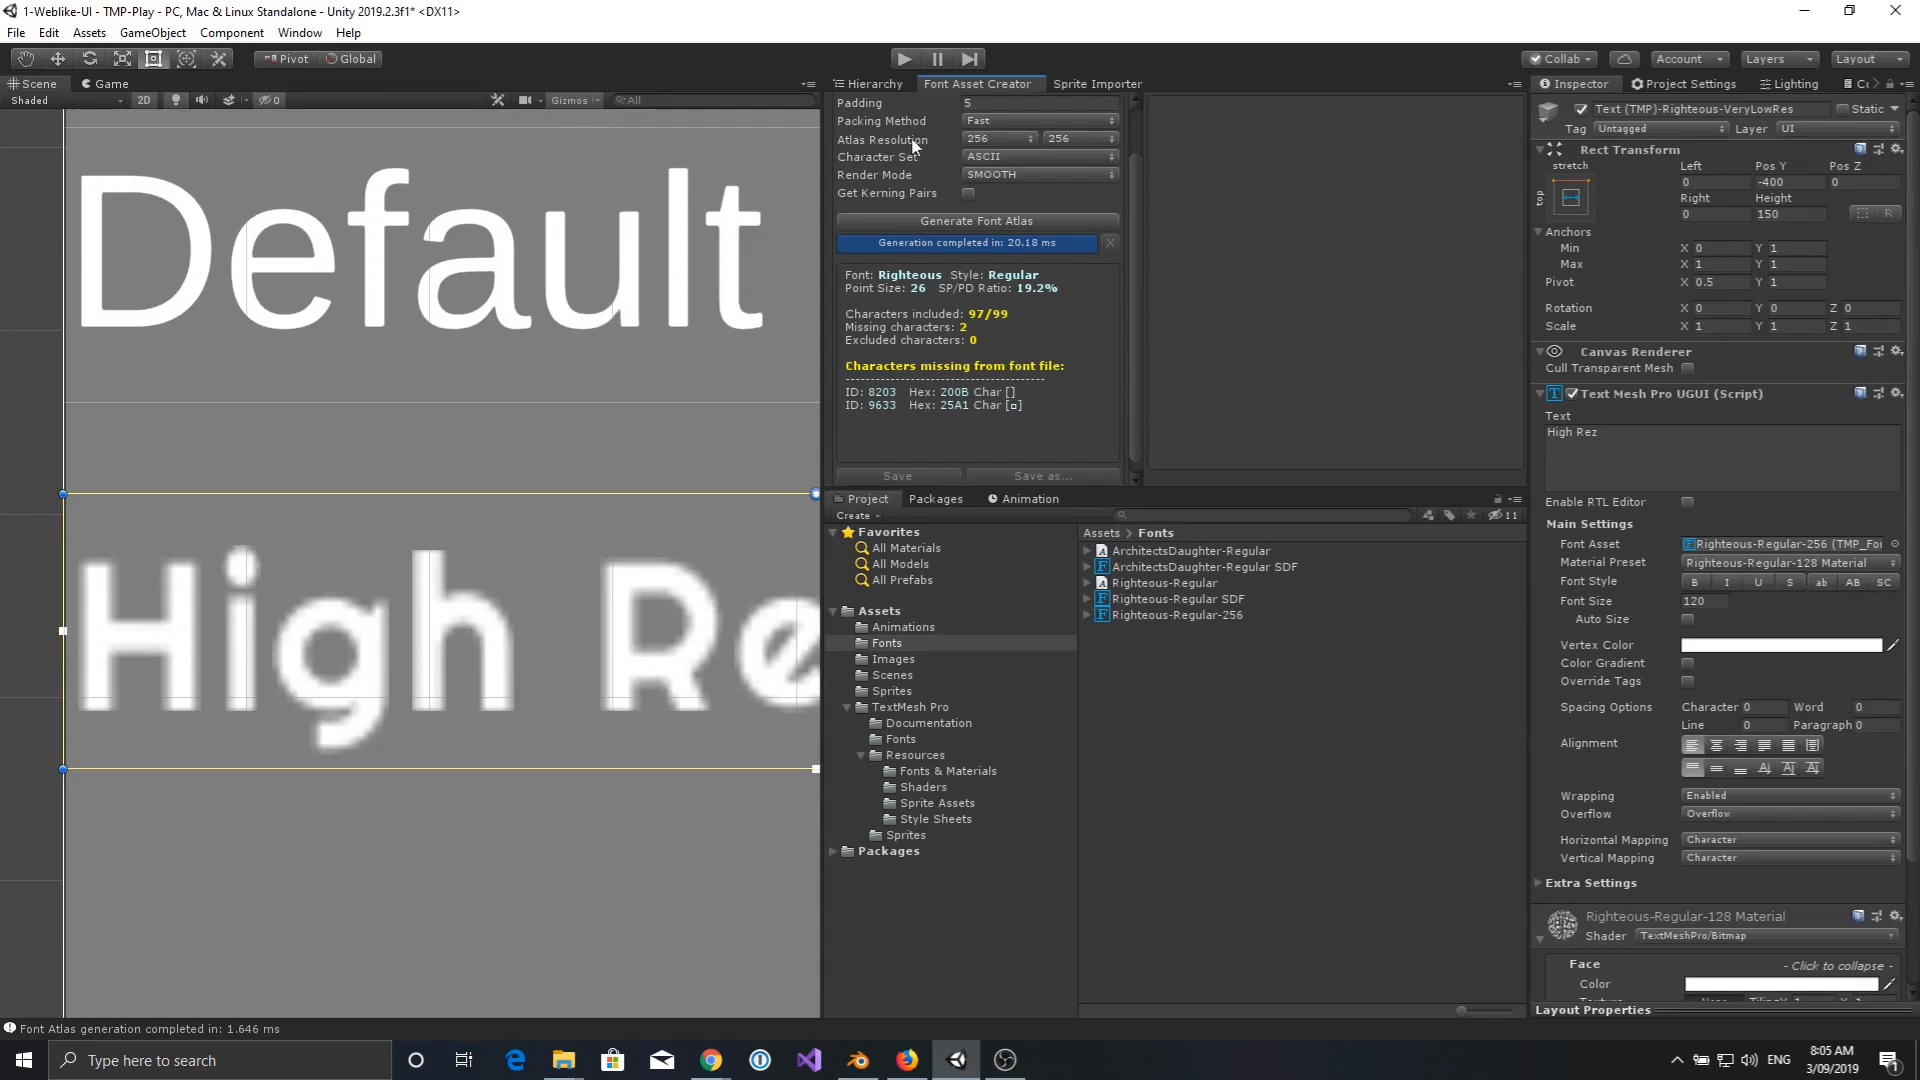 1-Weblike-UI - TMP-Play - PC, Mac & Linux Standalone - Unity 2019.2.3f1* <DX11>
File Edit Assets GameObject Component Window Help
Pivot Global Collab Account Layers Layout
Scene Game
Shaded 2D 0 Gizmos All
Default
High Re
Hierarchy Font Asset Creator Sprite Importer
Padding 5
Packing Method Fast
Atlas Resolution 256 256
Character Set ASCII
Render Mode SMOOTH
Get Kerning Pairs
Generate Font Atlas
Generation completed in: 20.18 ms X
Font: Righteous Style: Regular
Point Size: 26 SP/PD Ratio: 19.2%
Characters included: 97/99
Missing characters: 2
Excluded characters: 0
Characters missing from font file:
----------------------------------------
ID: 8203 Hex: 200B Char []
ID: 9633 Hex: 25A1 Char [□]
Save Save as...
Project Packages Animation
Create 11
Favorites
All Materials
All Models
All Prefabs
Assets
Animations
Fonts
Images
Scenes
Sprites
TextMesh Pro
Documentation
Fonts
Resources
Fonts & Materials
Shaders
Sprite Assets
Style Sheets
Sprites
Packages
Assets > Fonts
ArchitectsDaughter-Regular
ArchitectsDaughter-Regular SDF
Righteous-Regular
Righteous-Regular SDF
Righteous-Regular-256
Inspector Project Settings Lighting
Text (TMP)-Righteous-VeryLowRes Static
Tag Untagged Layer UI
Rect Transform
stretch Left Pos Y Pos Z
top 0 -400 0
Right Height
0 150 R
Anchors
Min X 0 Y 1
Max X 1 Y 1
Pivot X 0.5 Y 1
Rotation X 0 Y 0 Z 0
Scale X 1 Y 1 Z 1
Canvas Renderer
Cull Transparent Mesh
Text Mesh Pro UGUI (Script)
Text
High Rez
Enable RTL Editor
Main Settings
Font Asset Righteous-Regular-256 (TMP_Fo
Material Preset Righteous-Regular-128 Material
Font Style B I U S ab AB SC
Font Size 120
Auto Size
Vertex Color
Color Gradient
Override Tags
Spacing Options Character 0 Word 0
Line 0 Paragraph 0
Alignment
Wrapping Enabled
Overflow Overflow
Horizontal Mapping Character
Vertical Mapping Character
Extra Settings
Righteous-Regular-128 Material
Shader TextMeshPro/Bitmap
Face - Click to collapse -
Color
Layout Properties
Font Atlas generation completed in: 1.646 ms
Type here to search
ENG
8:05 AM
3/09/2019